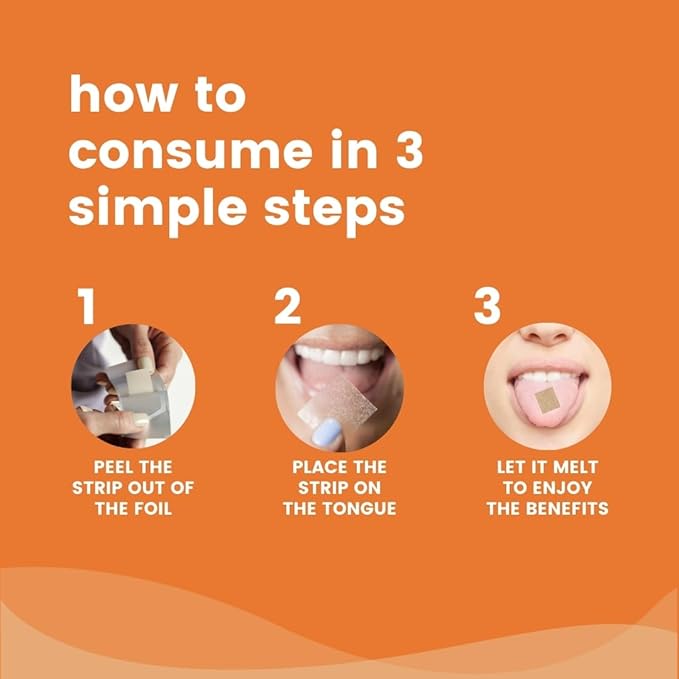 how to
consume in 3
simple steps
1
PEEL THE
STRIP OUT OF
THE FOIL
2
PLACE THE
STRIP ON
THE TONGUE
3
LET IT MELT
TO ENJOY
THE BENEFITS